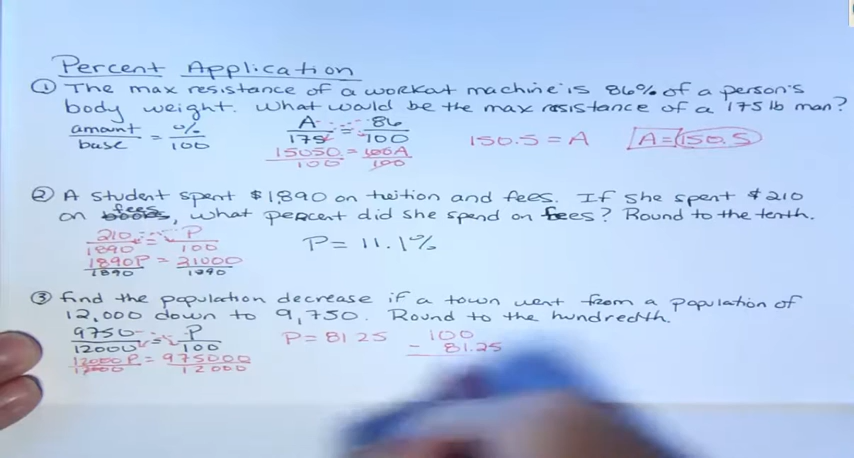 Percent Application
① The max resistance of a workout machine is 86% of a person's
body weight. What would be the max resistance of a 175 lb man?
amount/base = %/100 A/175 = 86/100 150.5 = A A = 150.5
15050/100 = 100A/100
② A student spent $1,890 on tuition and fees. If she spent $210
on books fees, what percent did she spend on fees? Round to the tenth.
210/1890 = P/100 P = 11.1%
1890P/1890 = 21000/1890
③ Find the population decrease if a town went from a population of
12,000 down to 9,750. Round to the hundredth.
9750/12000 = P/100 P = 81.25 100
12000P/12000 = 975000/12000 - 81.25